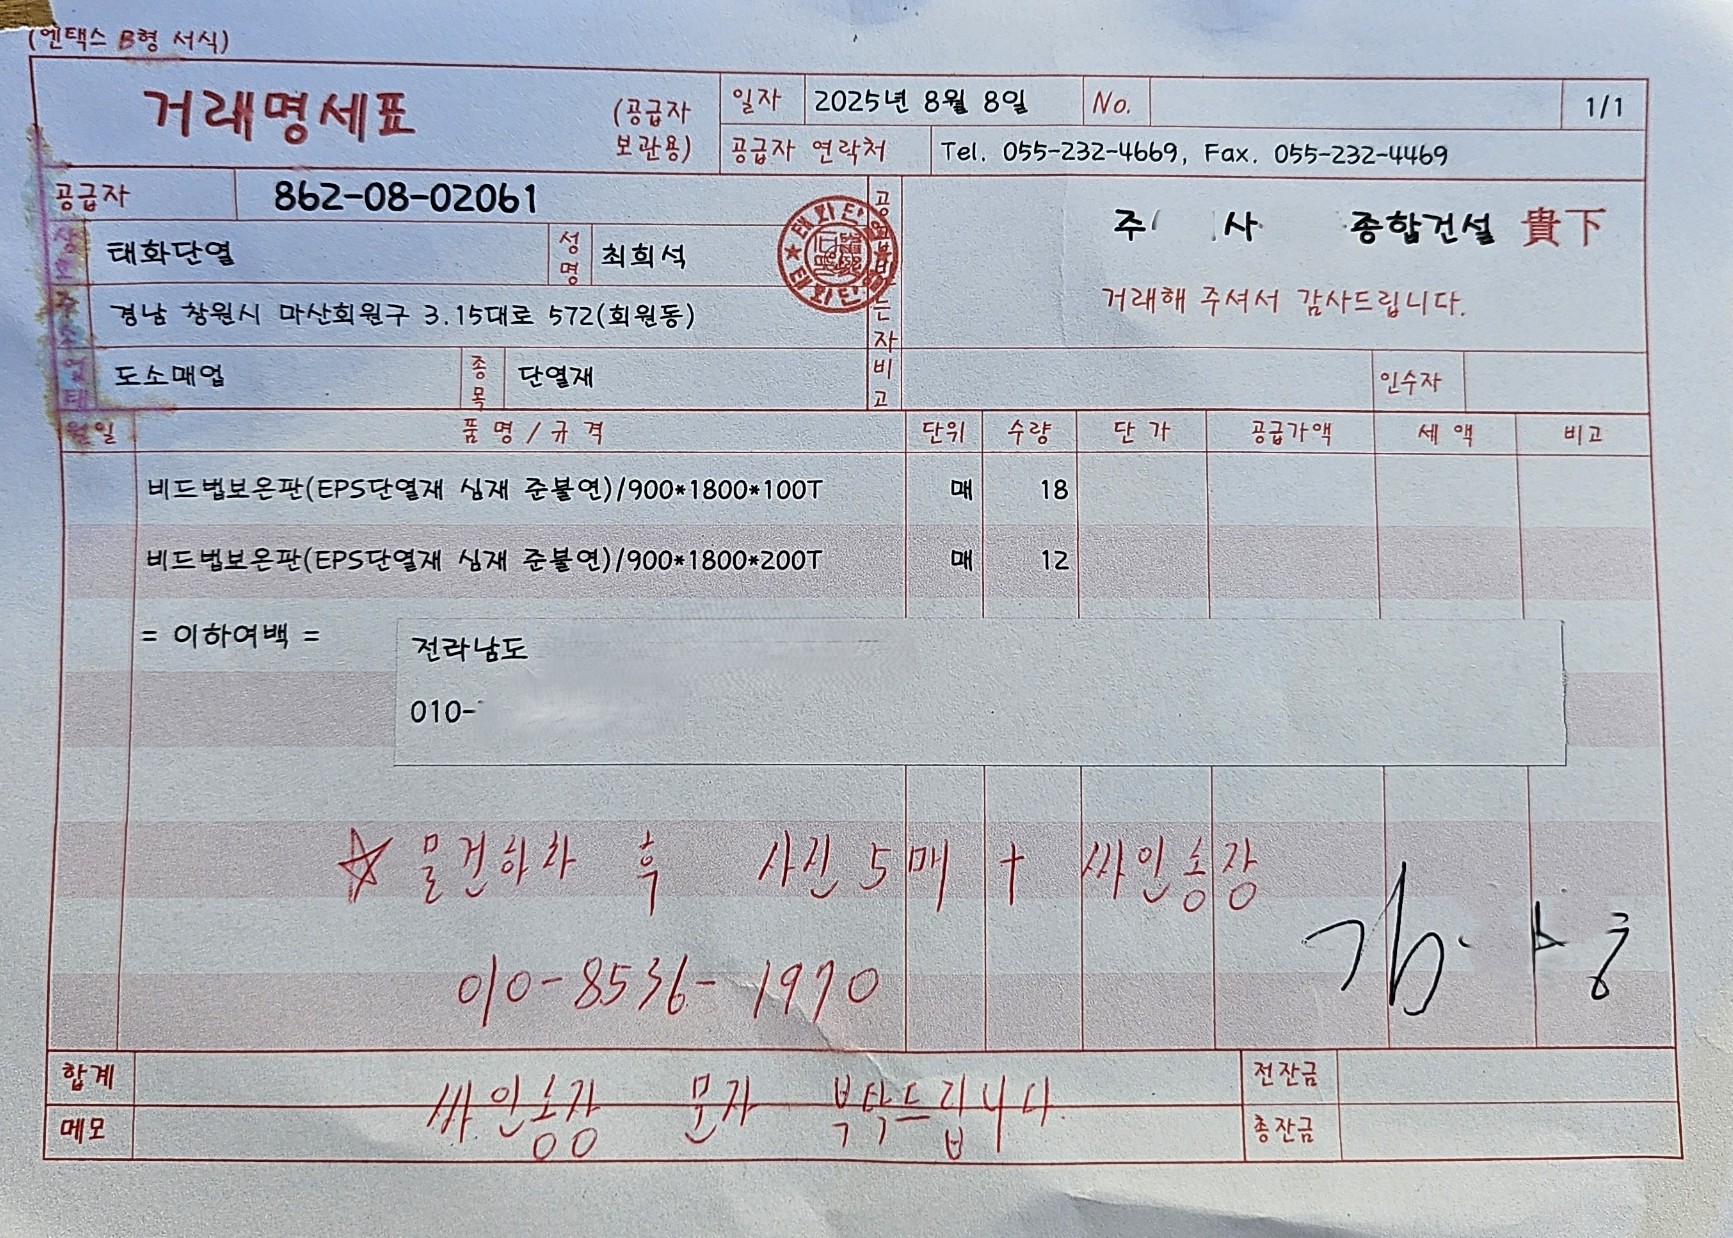 (엔택스 B형 서식)
거래명세표 (공급자 보관용)
일자 2025년 8월 8일 No. 1/1
공급자 연락처 Tel. 055-232-4669, Fax. 055-232-4469
공급자 862-08-02061
상호 태화단열 성명 최희석
주소 경남 창원시 마산회원구 3.15대로 572(회원동)
업태 도소매업 종목 단열재
태화단열
공급받는자
주 사 종합건설 貴下
거래해 주셔서 감사드립니다.
비고 인수자
월일 품명/규격 단위 수량 단가 공급가액 세액 비고
비드법보온판(EPS단열재 심재 준불연)/900*1800*100T 매 18
비드법보온판(EPS단열재 심재 준불연)/900*1800*200T 매 12
= 이하여백 =
전라남도
010-
☆ 물건하차 후 사진 5매 + 싸인송장
010-8536-1970
합계 싸인송장 문자 부탁드립니다. 전잔금
메모 총잔금